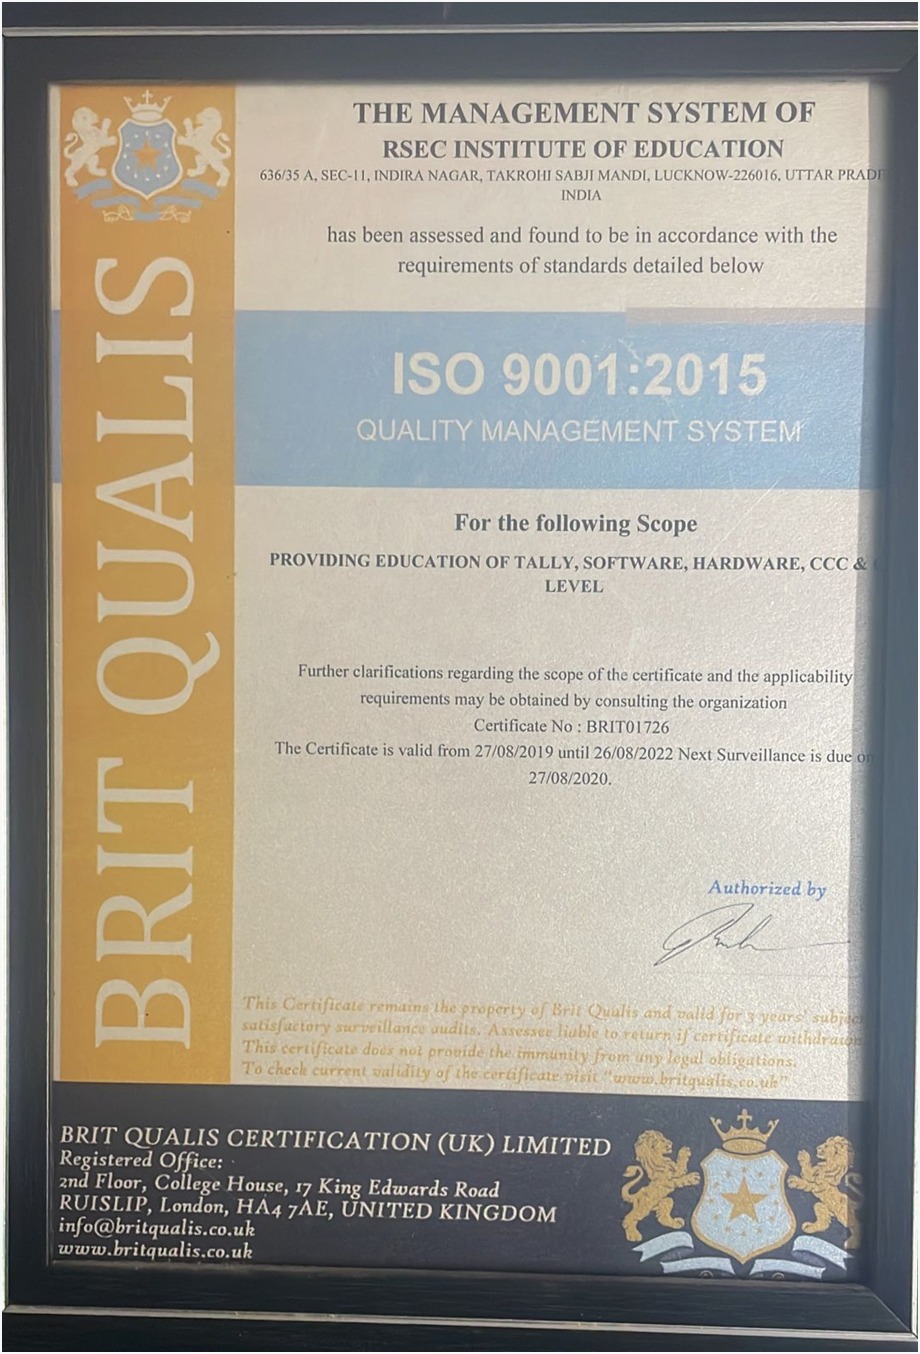 BRIT QUALIS
THE MANAGEMENT SYSTEM OF
RSEC INSTITUTE OF EDUCATION
636/35 A, SEC-11, INDIRA NAGAR, TAKROHI SABJI MANDI, LUCKNOW-226016, UTTAR PRADE
INDIA
has been assessed and found to be in accordance with the
requirements of standards detailed below
ISO 9001:2015
QUALITY MANAGEMENT SYSTEM
For the following Scope
PROVIDING EDUCATION OF TALLY, SOFTWARE, HARDWARE, CCC &
LEVEL
Further clarifications regarding the scope of the certificate and the applicability
requirements may be obtained by consulting the organization
Certificate No : BRIT01726
The Certificate is valid from 27/08/2019 until 26/08/2022 Next Surveillance is due on
27/08/2020.
Authorized by
This Certificate remains the property of Brit Qualis and valid for 3 years' subject
satisfactory surveillance audits. Assessee liable to return if certificate withdrawn
This certificate does not provide the immunity from any legal obligations.
To check current validity of the certificate visit "www.britqualis.co.uk"
BRIT QUALIS CERTIFICATION (UK) LIMITED
Registered Office:
2nd Floor, College House, 17 King Edwards Road
RUISLIP, London, HA4 7AE, UNITED KINGDOM
info@britqualis.co.uk
www.britqualis.co.uk